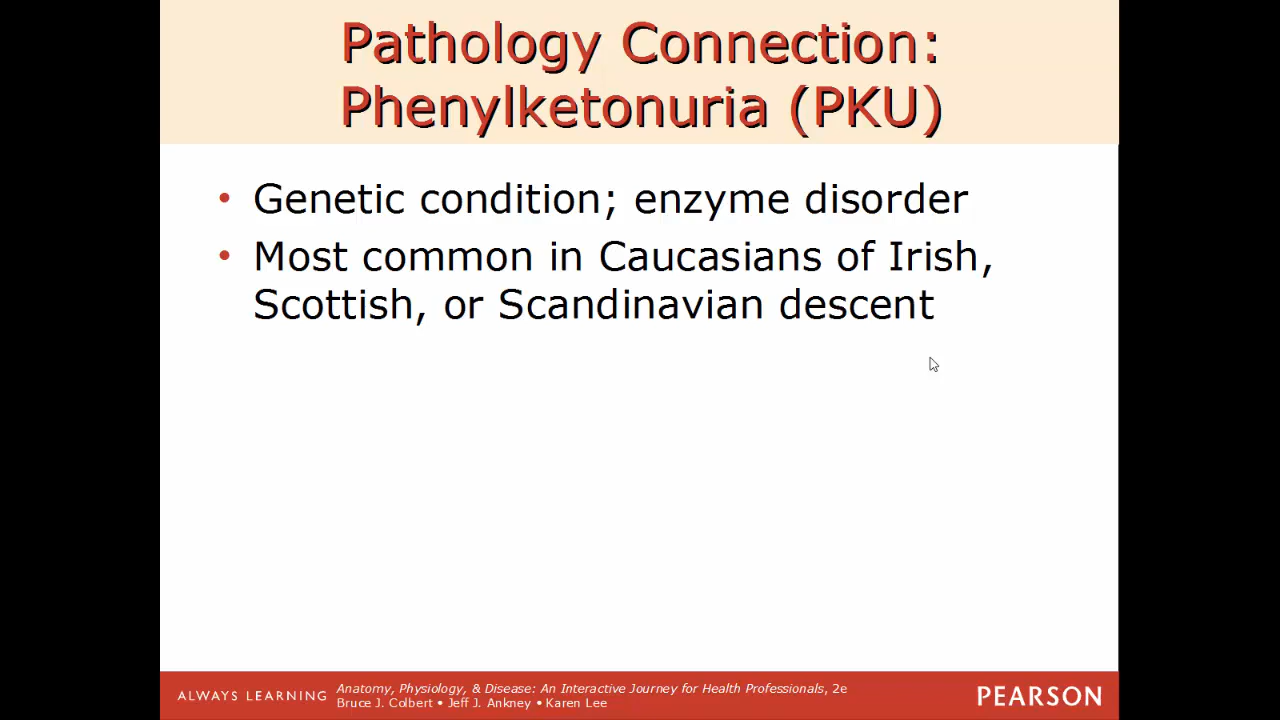 Pathology Connection:
Phenylketonuria (PKU)
• Genetic condition; enzyme disorder
• Most common in Caucasians of Irish,
Scottish, or Scandinavian descent
ALWAYS LEARNING
Anatomy, Physiology, & Disease: An Interactive Journey for Health Professionals, 2e
Bruce J. Colbert • Jeff J. Ankney • Karen Lee
PEARSON